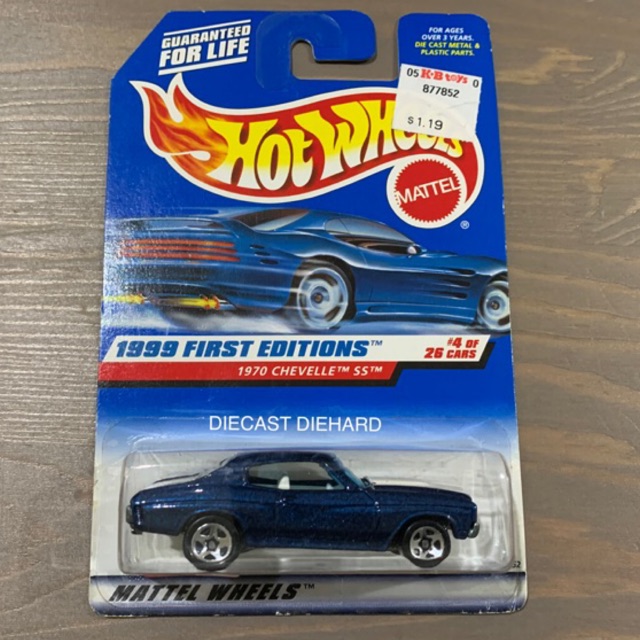 GUARANTEED
FOR LIFE
FOR AGES
OVER 3 YEARS.
DIE CAST METAL &
PLASTIC PARTS.
05 K·B toys 0
877852
$1.19
HOT WHEELS
MATTEL
®
1999 FIRST EDITIONS™
#4 OF
26 CARS
1970 CHEVELLE™ SS™
DIECAST DIEHARD
MATTEL WHEELS™